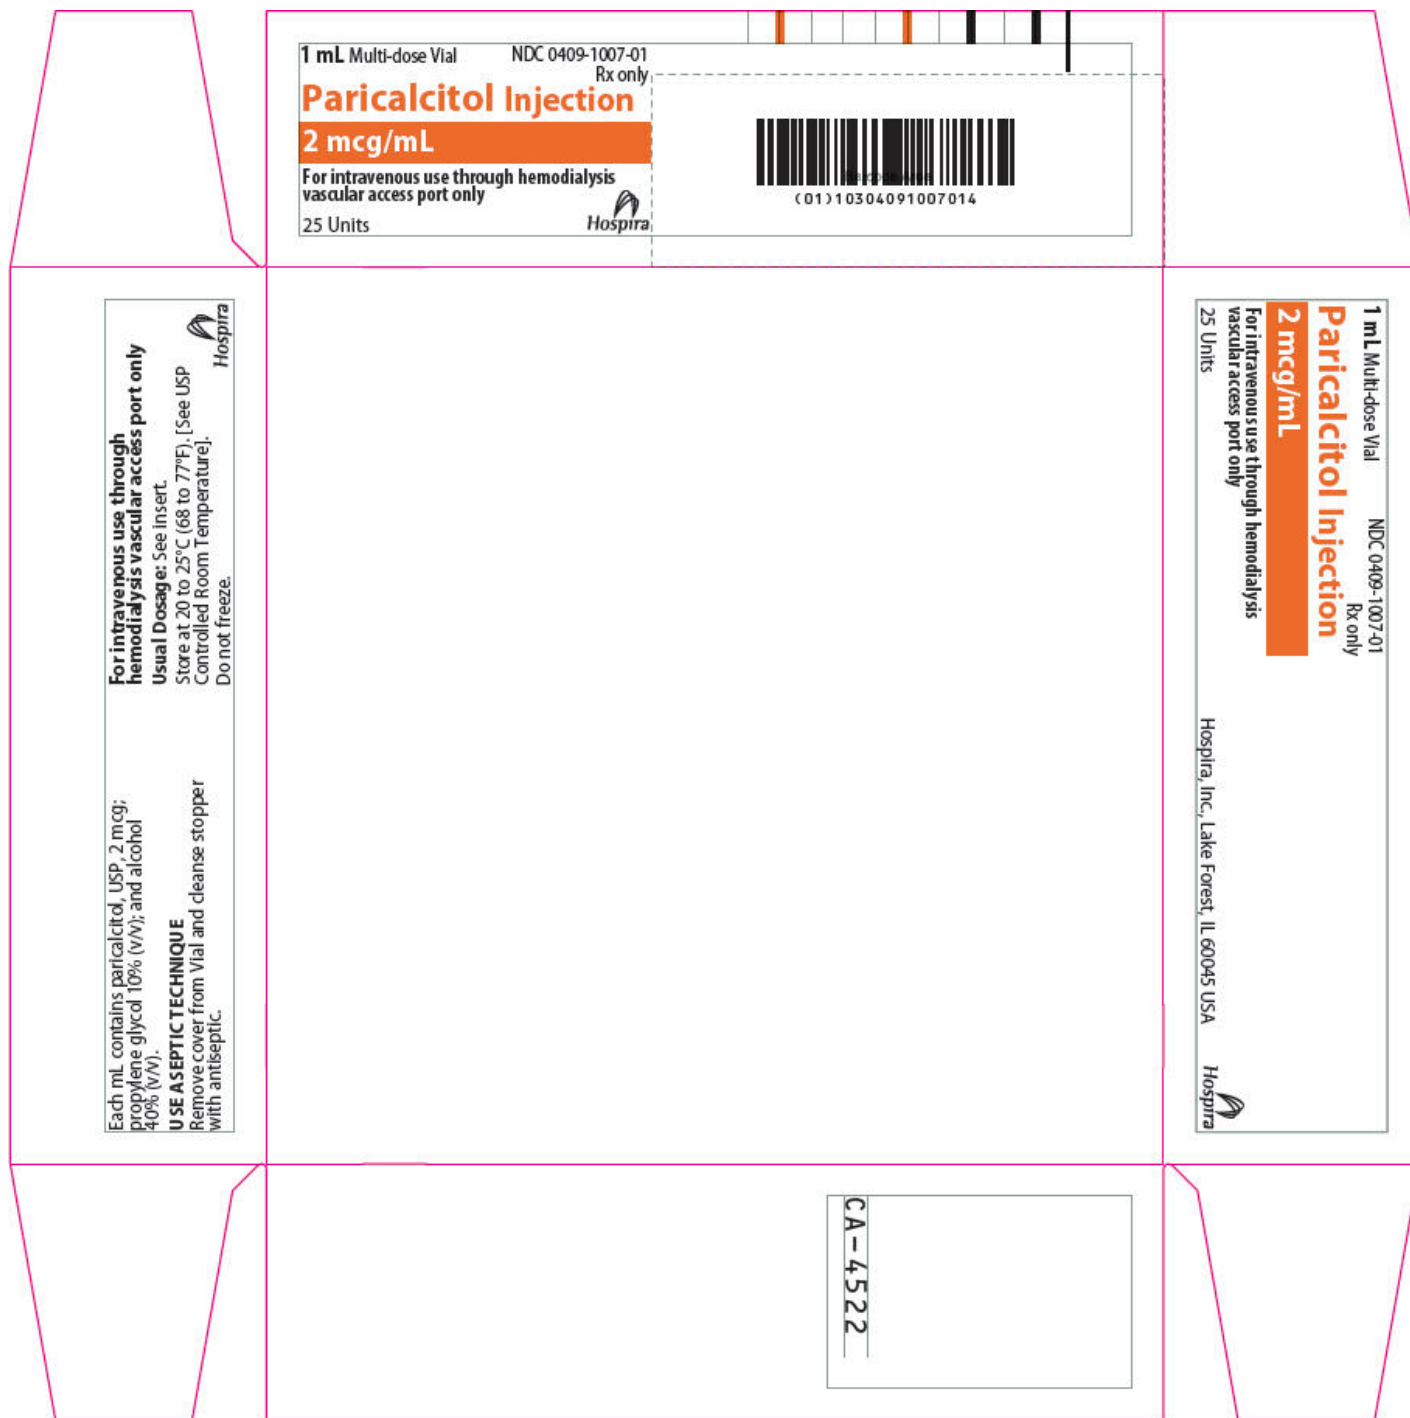 1 mL Multi-dose Vial NDC 0409-1007-01
Rx only
Paricalcitol Injection
2 mcg/mL
For intravenous use through hemodialysis
vascular access port only
25 Units
Hospira
(01)10304091007014
Hospira
For intravenous use through
hemodialysis vascular access port only
Usual Dosage: See insert.
Store at 20 to 25°C (68 to 77°F). [See USP
Controlled Room Temperature].
Do not freeze.
Each mL contains paricalcitol, USP, 2 mcg;
propylene glycol 10% (v/v); and alcohol
40% (v/v).
USE ASEPTIC TECHNIQUE
Remove cover from Vial and cleanse stopper
with antiseptic.
1 mL Multi-dose Vial NDC 0409-1007-01
Rx only
Paricalcitol Injection
2 mcg/mL
For intravenous use through hemodialysis
vascular access port only
25 Units
Hospira, Inc., Lake Forest, IL 60045 USA
Hospira
CA-4522